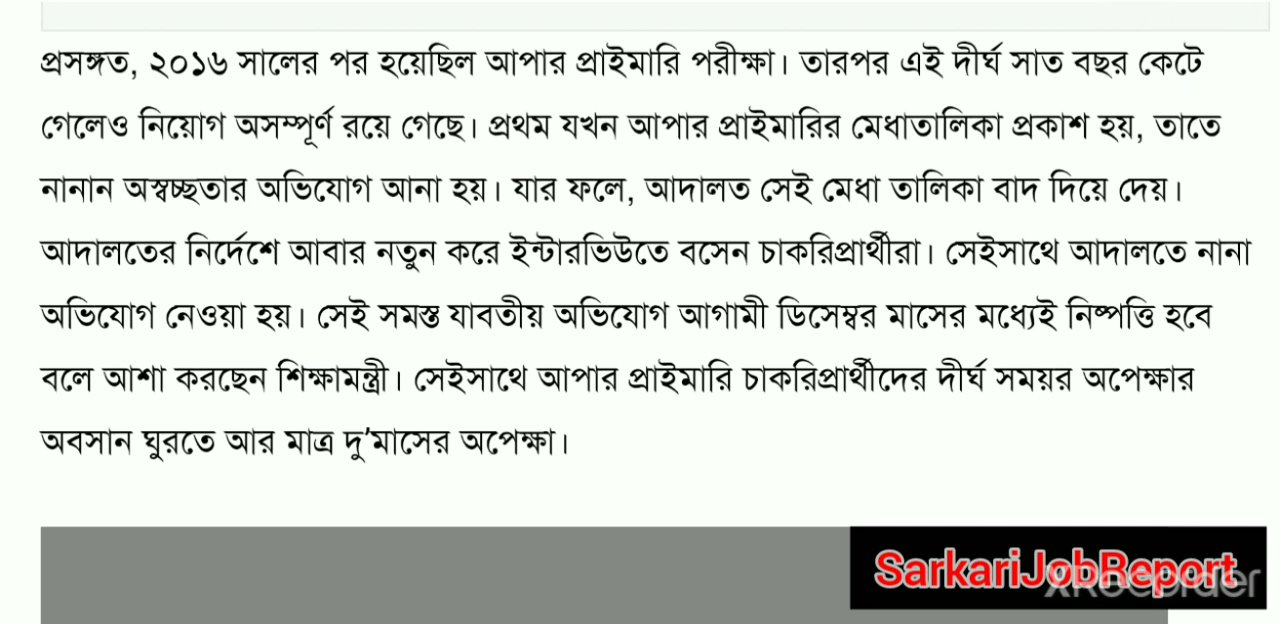 প্রসঙ্গত, ২০১৬ সালের পর হয়েছিল আপার প্রাইমারি পরীক্ষা। তারপর এই দীর্ঘ সাত বছর কেটে
গেলেও নিয়োগ অসম্পূর্ণ রয়ে গেছে। প্রথম যখন আপার প্রাইমারির মেধাতালিকা প্রকাশ হয়, তাতে
নানান অস্বচ্ছতার অভিযোগ আনা হয়। যার ফলে, আদালত সেই মেধা তালিকা বাদ দিয়ে দেয়।
আদালতের নির্দেশে আবার নতুন করে ইন্টারভিউতে বসেন চাকরিপ্রার্থীরা। সেইসাথে আদালতে নানা
অভিযোগ নেওয়া হয়। সেই সমস্ত যাবতীয় অভিযোগ আগামী ডিসেম্বর মাসের মধ্যেই নিষ্পত্তি হবে
বলে আশা করছেন শিক্ষামন্ত্রী। সেইসাথে আপার প্রাইমারি চাকরিপ্রার্থীদের দীর্ঘ সময়র অপেক্ষার
অবসান ঘুরতে আর মাত্র দু’মাসের অপেক্ষা।
SarkariJobReport
XRecorder